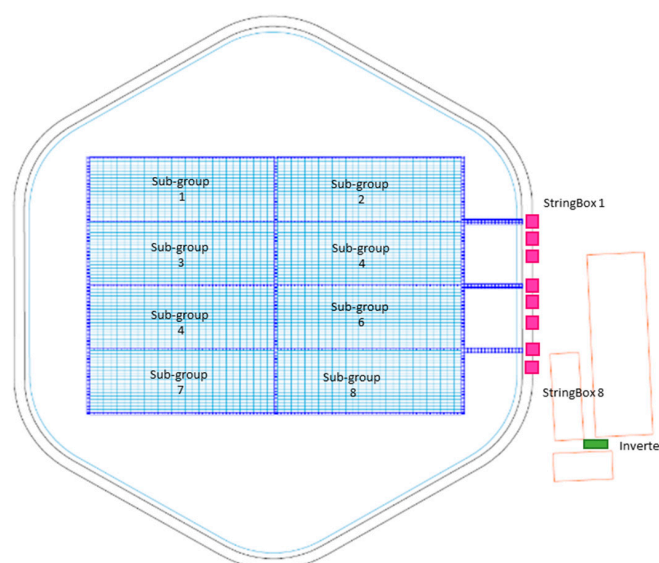 Sub-group
1
Sub-group
2
StringBox 1
Sub-group
3
Sub-group
4
Sub-group
4
Sub-group
6
Sub-group
7
Sub-group
8
StringBox 8
Inverte